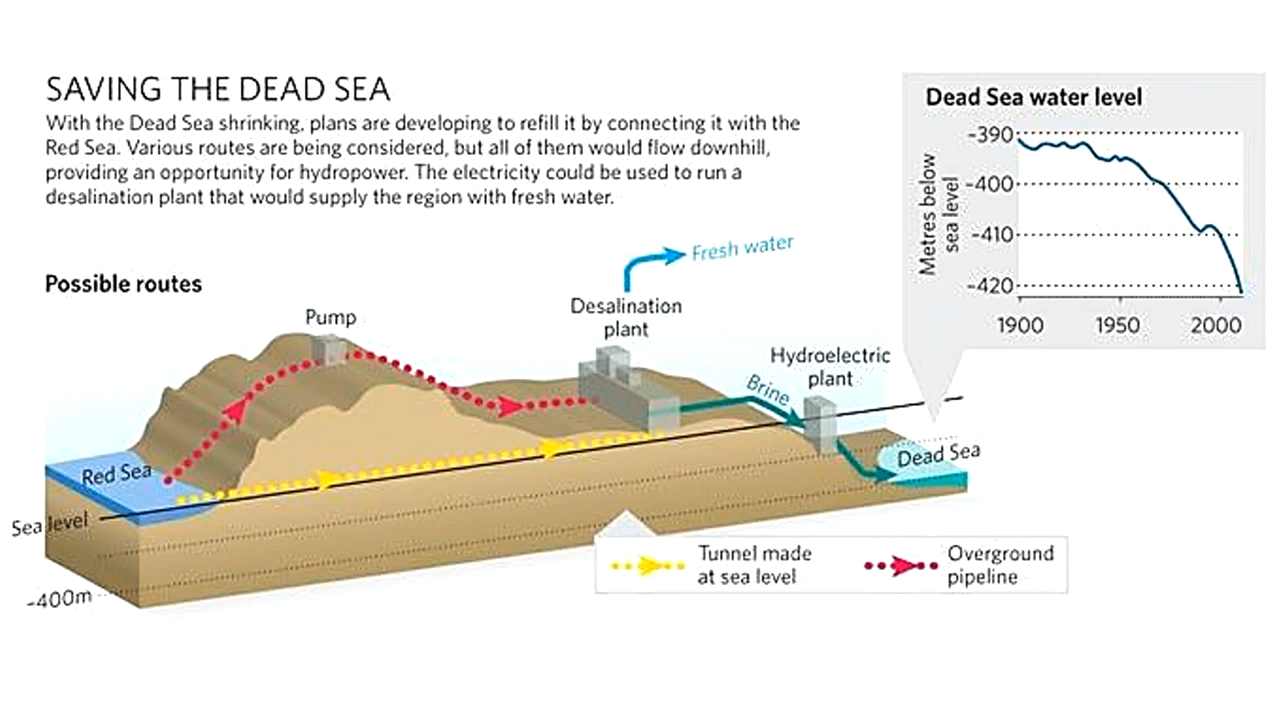 SAVING THE DEAD SEA
With the Dead Sea shrinking, plans are developing to refill it by connecting it with the
Red Sea. Various routes are being considered, but all of them would flow downhill,
providing an opportunity for hydropower. The electricity could be used to run a
desalination plant that would supply the region with fresh water.
Possible routes
Pump
Fresh water
Desalination
plant
Hydroelectric
plant
Brine
Red Sea
Dead Sea
Sea level
-400m
Tunnel made
at sea level
Overground
pipeline
Dead Sea water level
Metres below
sea level
-390
-400
-410
-420
1900
1950
2000